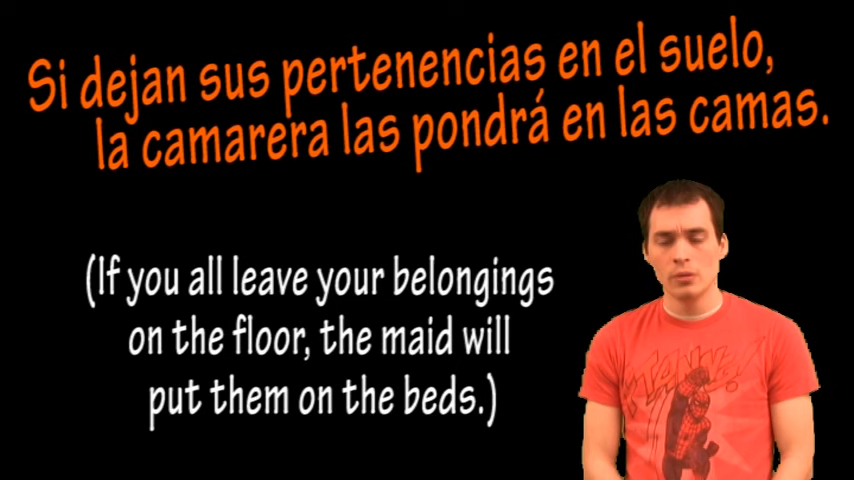 Si dejan sus pertenencias en el suelo,
la camarera las pondrá en las camas.
(If you all leave your belongings
on the floor, the maid will
put them on the beds.)